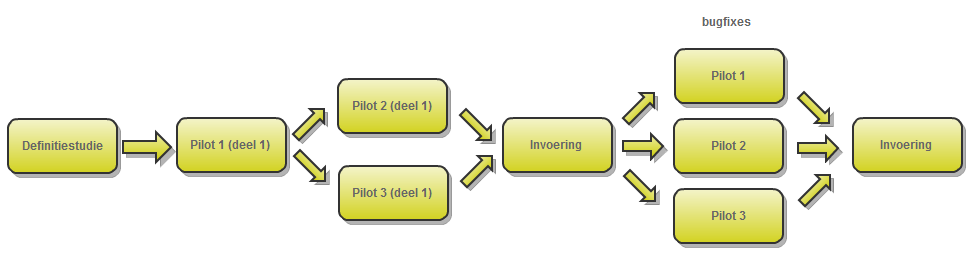 bugfixes
Definitiestudie
Pilot 1 (deel 1)
Pilot 2 (deel 1)
Pilot 3 (deel 1)
Invoering
Pilot 1
Pilot 2
Pilot 3
Invoering